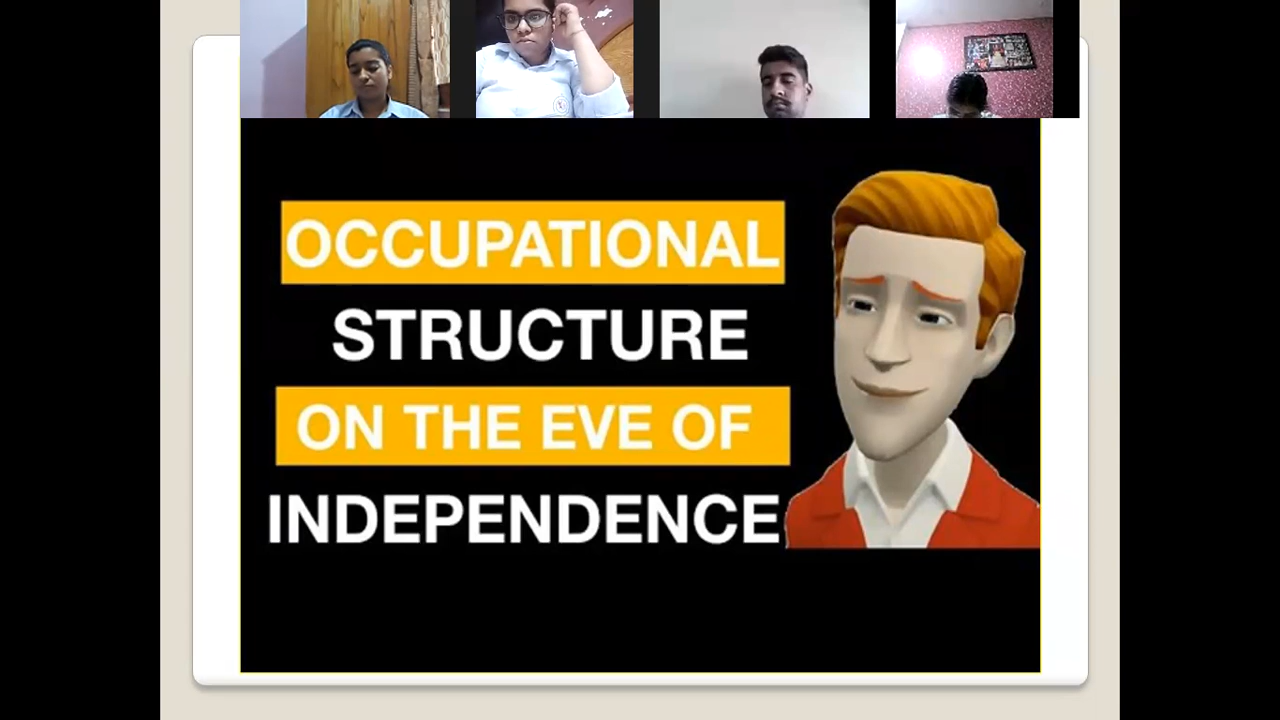 OCCUPATIONAL
STRUCTURE
ON THE EVE OF
INDEPENDENCE